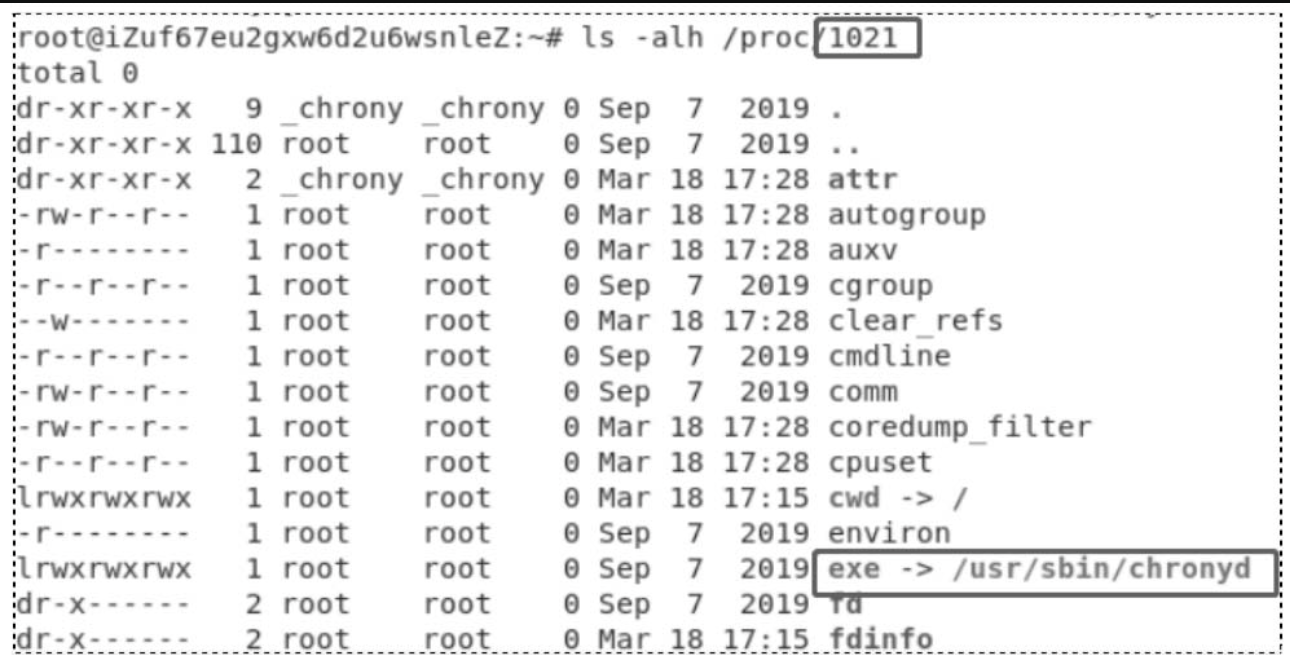 root@iZuf67eu2gxw6d2u6wsnleZ:~# ls -alh /proc/1021
total 0
dr-xr-xr-x   9 _chrony _chrony 0 Sep  7  2019 .
dr-xr-xr-x 110 root    root    0 Sep  7  2019 ..
dr-xr-xr-x   2 _chrony _chrony 0 Mar 18 17:28 attr
-rw-r--r--   1 root    root    0 Mar 18 17:28 autogroup
-r--------   1 root    root    0 Mar 18 17:28 auxv
-r--r--r--   1 root    root    0 Sep  7  2019 cgroup
--w-------   1 root    root    0 Mar 18 17:28 clear_refs
-r--r--r--   1 root    root    0 Sep  7  2019 cmdline
-rw-r--r--   1 root    root    0 Sep  7  2019 comm
-rw-r--r--   1 root    root    0 Mar 18 17:28 coredump_filter
-r--r--r--   1 root    root    0 Mar 18 17:28 cpuset
lrwxrwxrwx   1 root    root    0 Mar 18 17:15 cwd -> /
-r--------   1 root    root    0 Sep  7  2019 environ
lrwxrwxrwx   1 root    root    0 Sep  7  2019 exe -> /usr/sbin/chronyd
dr-x------   2 root    root    0 Sep  7  2019 fd
dr-x------   2 root    root    0 Mar 18 17:15 fdinfo